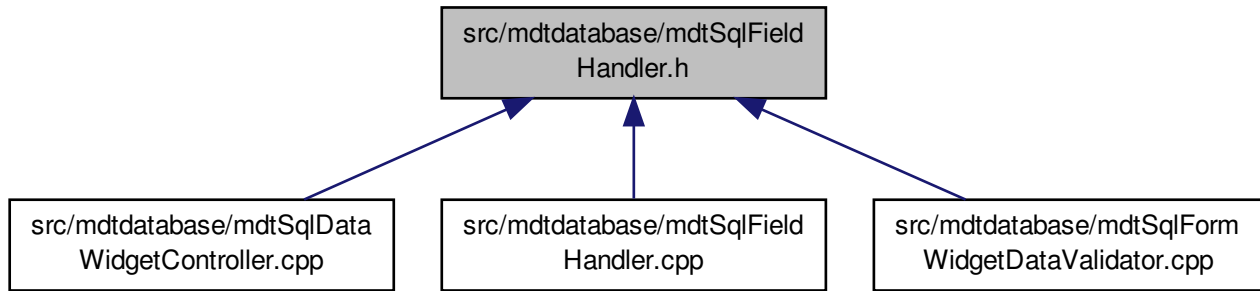 src/mdtdatabase/mdtSqlField
Handler.h
src/mdtdatabase/mdtSqlData
WidgetController.cpp
src/mdtdatabase/mdtSqlField
Handler.cpp
src/mdtdatabase/mdtSqlForm
WidgetDataValidator.cpp